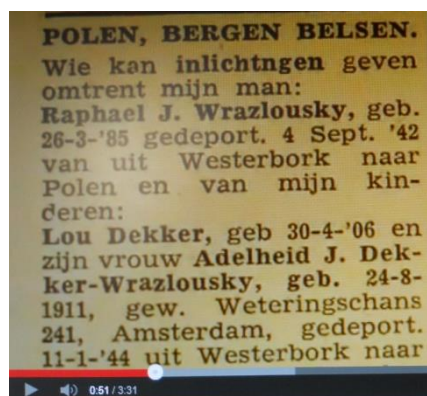 POLEN, BERGEN BELSEN.
Wie kan inlichtngen geven
omtrent mijn man:
Raphael J. Wrazlousky, geb.
26-3-'85 gedeport. 4 Sept. '42
van uit Westerbork naar
Polen en van mijn kin-
deren:
Lou Dekker, geb 30-4-'06 en
zijn vrouw Adelheid J. Dek-
ker-Wrazlousky, geb. 24-8-
1911, gew. Weteringschans
241, Amsterdam, gedeport.
11-1-'44 uit Westerbork naar
0:51 / 3:31